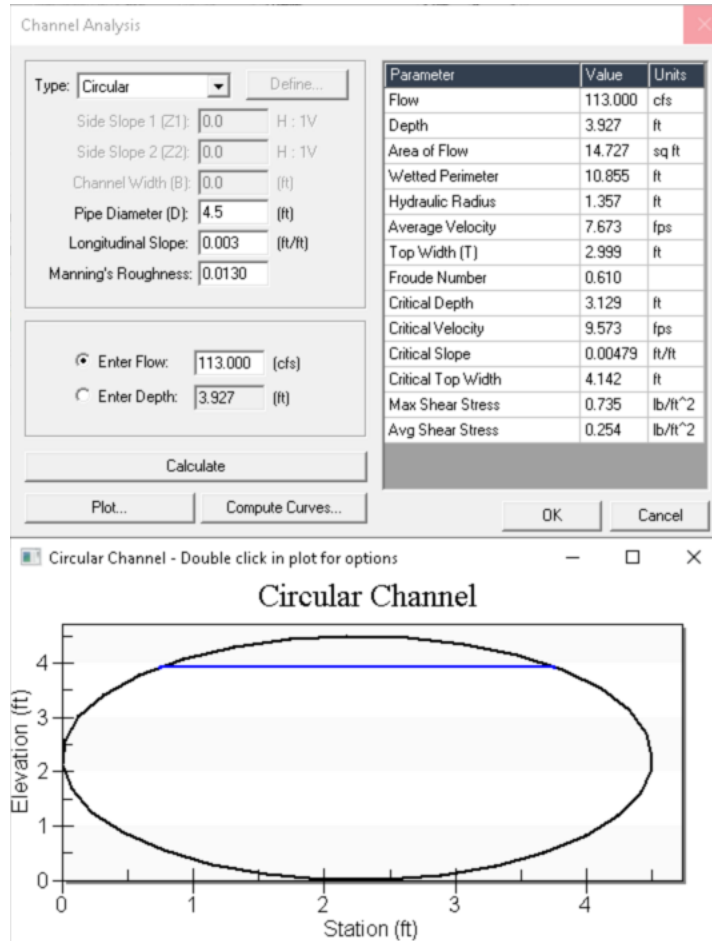 Channel Analysis
Type: Circular Define...
Side Slope 1 (Z1): 0.0 H : 1V
Side Slope 2 (Z2): 0.0 H : 1V
Channel Width (B): 0.0 (ft)
Pipe Diameter (D): 4.5 (ft)
Longitudinal Slope: 0.003 (ft/ft)
Manning's Roughness: 0.0130
Enter Flow: 113.000 (cfs)
Enter Depth: 3.927 (ft)
Calculate
Plot... Compute Curves...
Parameter Value Units
Flow 113.000 cfs
Depth 3.927 ft
Area of Flow 14.727 sq ft
Wetted Perimeter 10.855 ft
Hydraulic Radius 1.357 ft
Average Velocity 7.673 fps
Top Width (T) 2.999 ft
Froude Number 0.610
Critical Depth 3.129 ft
Critical Velocity 9.573 fps
Critical Slope 0.00479 ft/ft
Critical Top Width 4.142 ft
Max Shear Stress 0.735 lb/ft^2
Avg Shear Stress 0.254 lb/ft^2
OK Cancel
Circular Channel - Double click in plot for options
Circular Channel
Elevation (ft)
4
3
2
1
0
0 1 2 3 4
Station (ft)